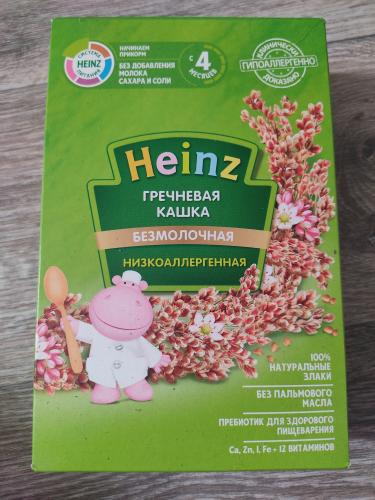 СИСТЕМА
HEINZ
ПИТАНИЯ
НАЧИНАЕМ
ПРИКОРМ
БЕЗ ДОБАВЛЕНИЯ
МОЛОКА
САХАРА И СОЛИ
С 4
МЕСЯЦЕВ
КЛИНИЧЕСКИ
ГИПОАЛЛЕРГЕННО
ДОКАЗАНО
Heinz
ГРЕЧНЕВАЯ
КАШКА
БЕЗМОЛОЧНАЯ
НИЗКОАЛЛЕРГЕННАЯ
100%
НАТУРАЛЬНЫЕ
ЗЛАКИ
БЕЗ ПАЛЬМОВОГО
МАСЛА
ПРЕБИОТИК ДЛЯ ЗДОРОВОГО
ПИЩЕВАРЕНИЯ
Ca, Zn, I, Fe + 12 ВИТАМИНОВ